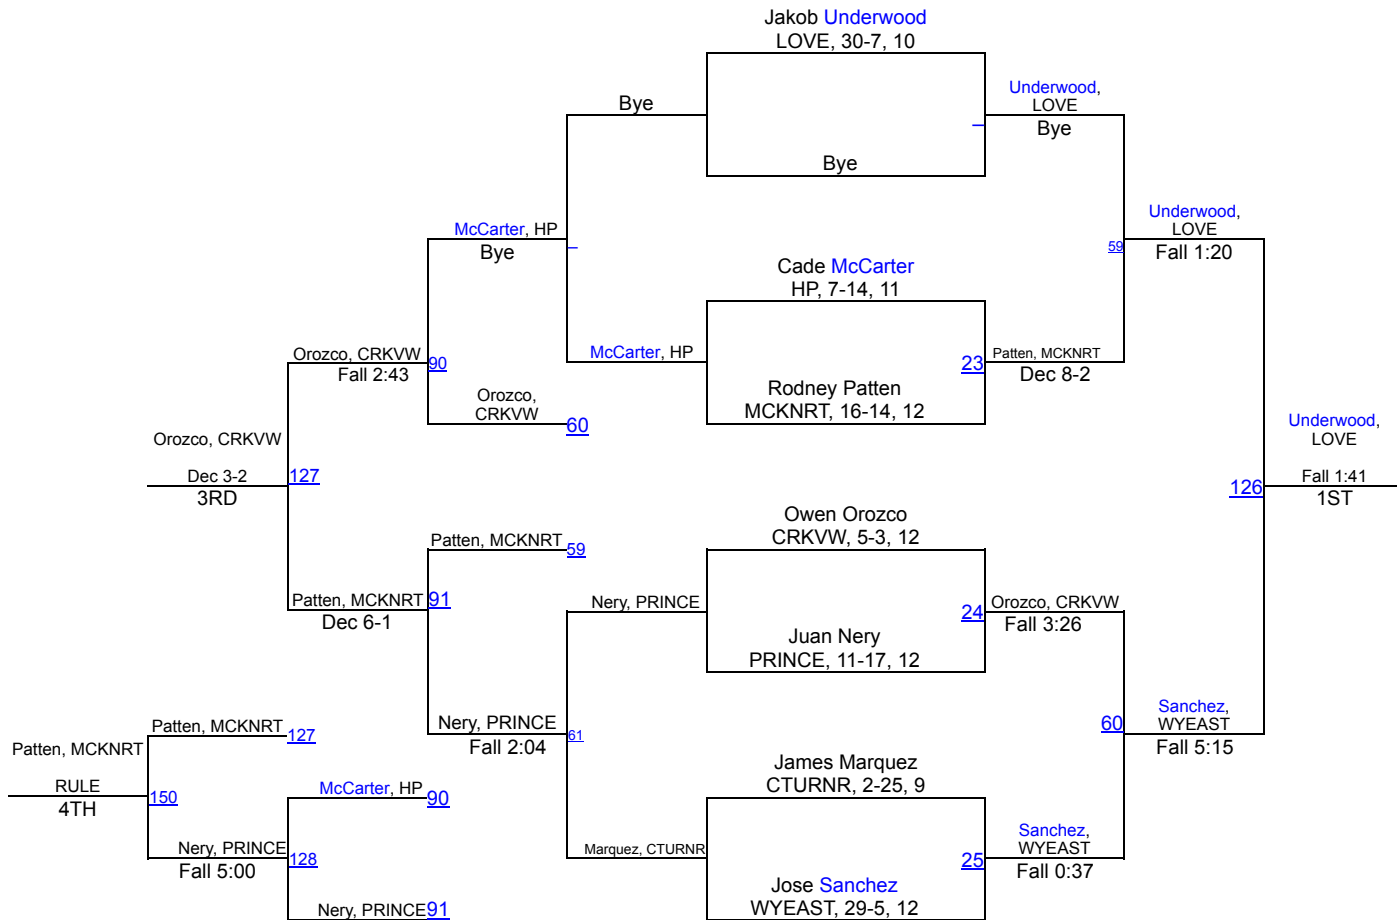 Jakob Underwood
LOVE, 30-7, 10
Bye
Underwood,
LOVE
Bye
Bye
McCarter, HP
Bye
Underwood,
LOVE
59
Fall 1:20
Cade McCarter
HP, 7-14, 11
Orozco, CRKVW
90
Fall 2:43
McCarter, HP
23
Patten, MCKNRT
Dec 8-2
Orozco,
CRKVW
60
Rodney Patten
MCKNRT, 16-14, 12
Orozco, CRKVW
Dec 3-2
127
3RD
Underwood,
LOVE
126
Fall 1:41
1ST
Owen Orozco
CRKVW, 5-3, 12
Patten, MCKNRT
59
Patten, MCKNRT
91
Dec 6-1
Nery, PRINCE
24
Orozco, CRKVW
Fall 3:26
Juan Nery
PRINCE, 11-17, 12
Nery, PRINCE
61
Fall 2:04
60
Sanchez,
WYEAST
Fall 5:15
Patten, MCKNRT
127
Patten, MCKNRT
RULE
150
4TH
James Marquez
CTURNR, 2-25, 9
McCarter, HP
90
Nery, PRINCE
128
Fall 5:00
Marquez, CTURNR
25
Sanchez,
WYEAST
Fall 0:37
Jose Sanchez
WYEAST, 29-5, 12
Nery, PRINCE
91